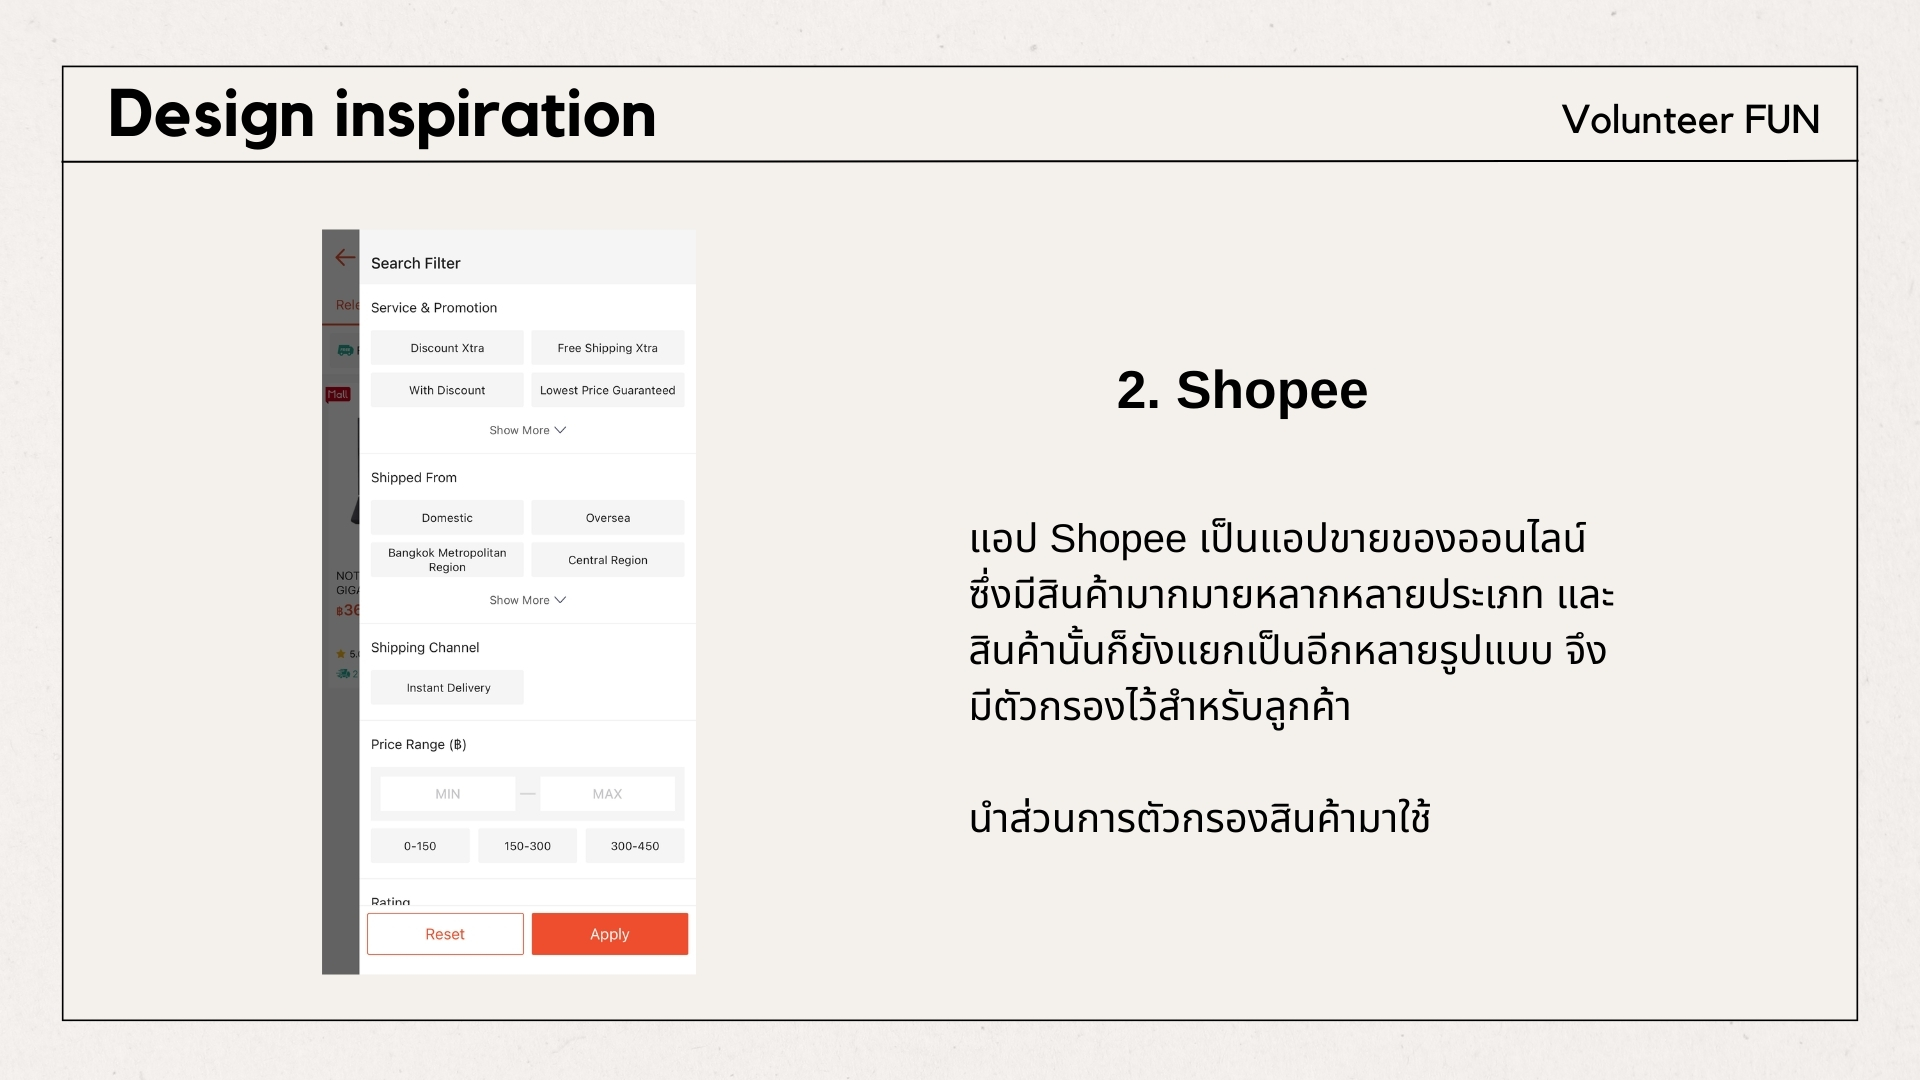 Design inspiration
Volunteer FUN
Search Filter
Service & Promotion
Discount Xtra
Free Shipping Xtra
With Discount
Lowest Price Guaranteed
Show More
Shipped From
Domestic
Oversea
Bangkok Metropolitan
Region
Central Region
Show More
Shipping Channel
Instant Delivery
Price Range (฿)
MIN
MAX
0-150
150-300
300-450
Rating
Reset
Apply
Mall
2. Shopee
แอป Shopee เป็นแอปขายของออนไลน์
ซึ่งมีสินค้ามากมายหลากหลายประเภท และ
สินค้านั้นก็ยังแยกเป็นอีกหลายรูปแบบ จึง
มีตัวกรองไว้สำหรับลูกค้า
นำส่วนการตัวกรองสินค้ามาใช้